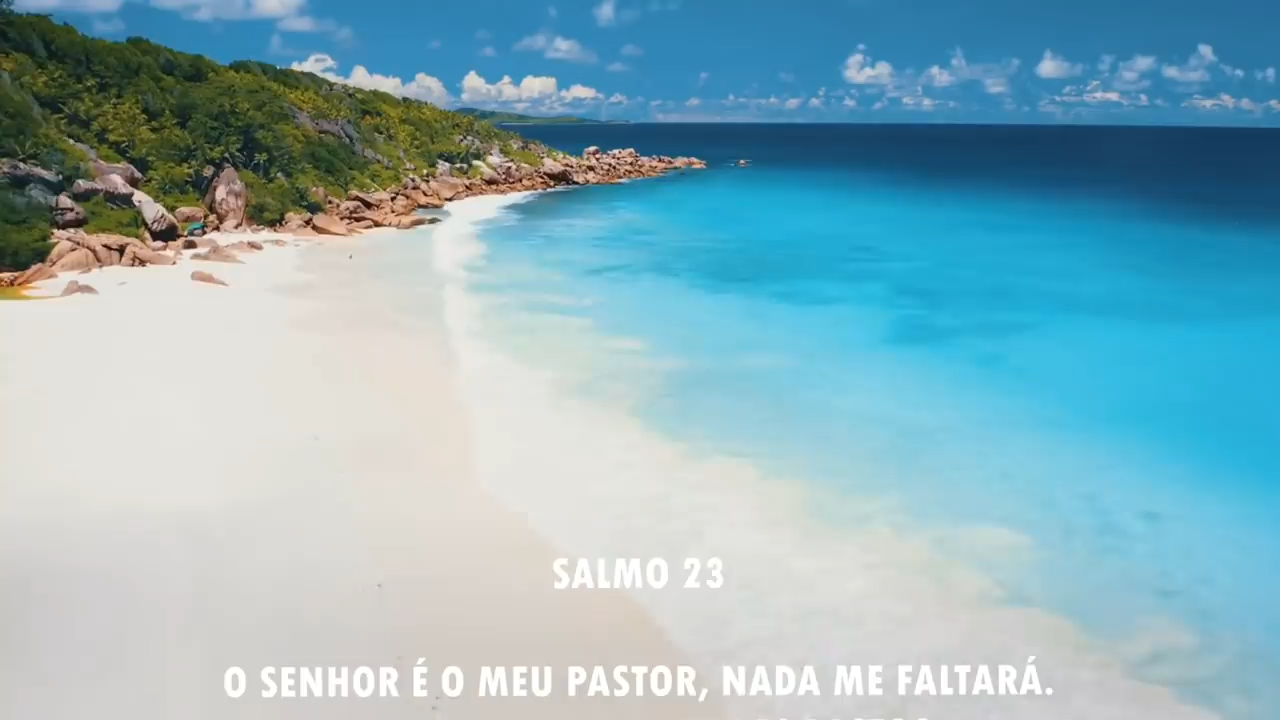 SALMO 23
O SENHOR É O MEU PASTOR, NADA ME FALTARÁ.